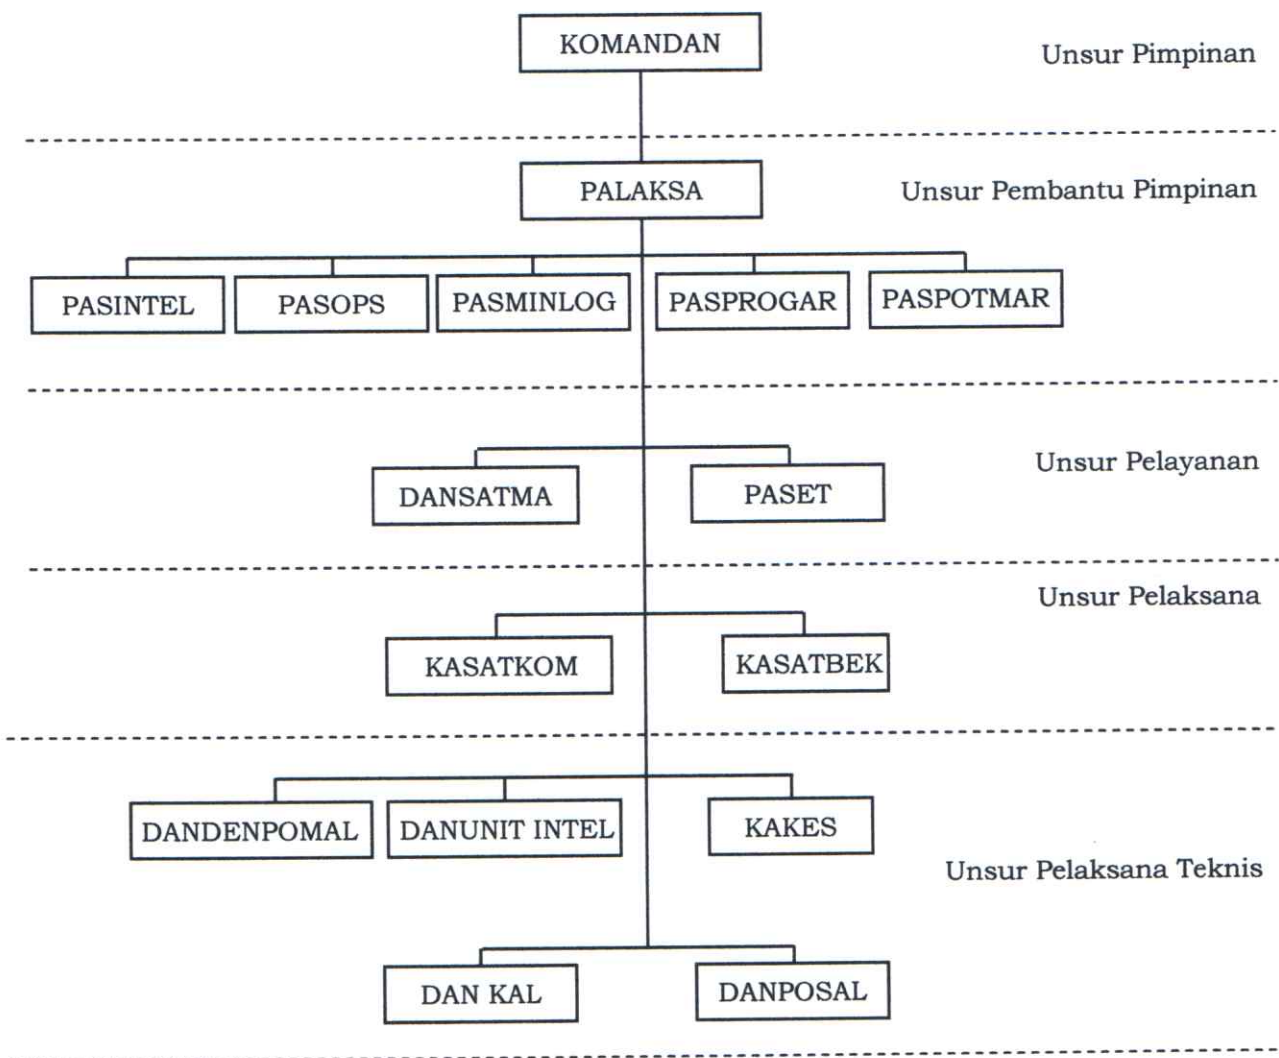 KOMANDAN
Unsur Pimpinan
PALAKSA
Unsur Pembantu Pimpinan
PASINTEL
PASOPS
PASMINLOG
PASPROGAR
PASPOTMAR
Unsur Pelayanan
DANSATMA
PASET
Unsur Pelaksana
KASATKOM
KASATBEK
DANDENPOMAL
DANUNIT INTEL
KAKES
Unsur Pelaksana Teknis
DAN KAL
DANPOSAL